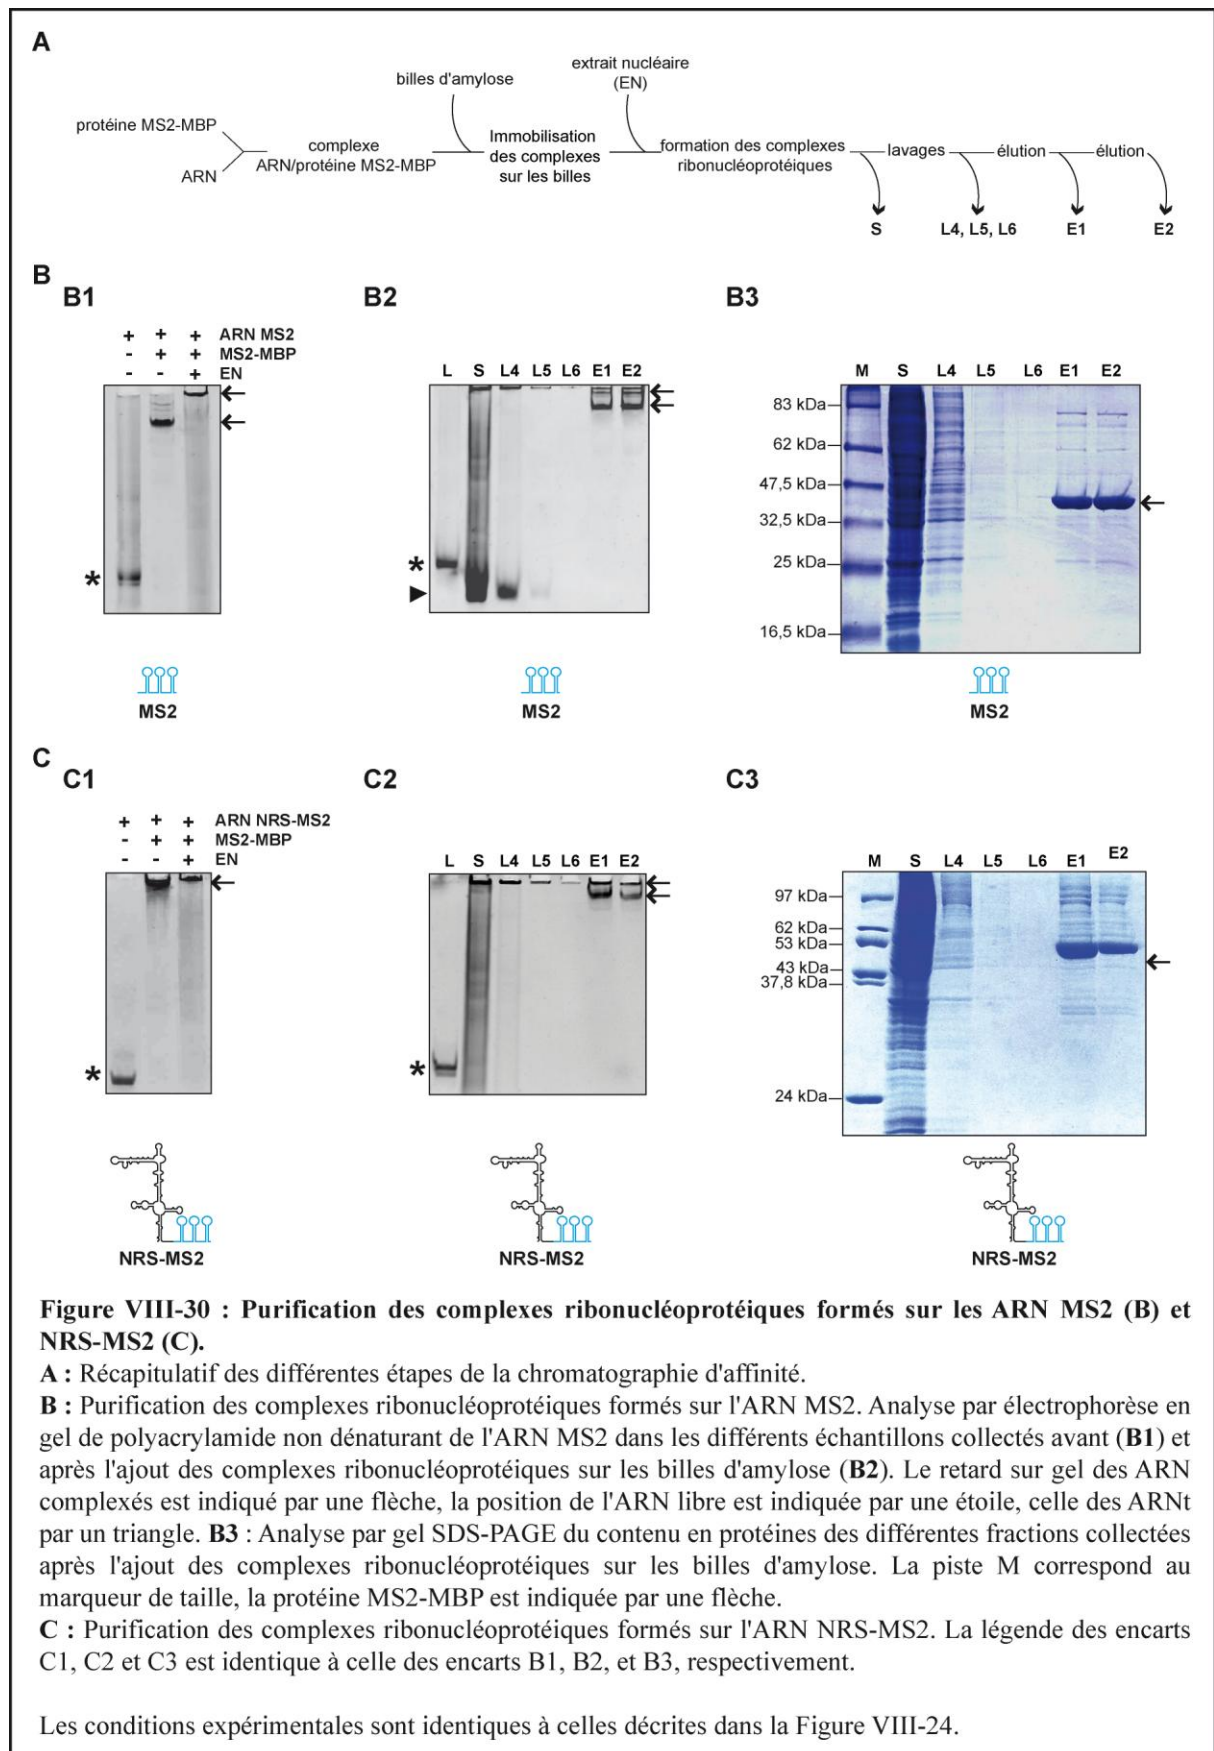 A
protéine MS2-MBP
ARN
complexe
ARN/protéine MS2-MBP
billes d'amylose
Immobilisation
des complexes
sur les billes
extrait nucléaire
(EN)
formation des complexes
ribonucléoprotéiques
lavages
élution
élution
S
L4, L5, L6
E1
E2
B
B1
+ + + ARN MS2
- + + MS2-MBP
- - + EN
*
MS2
B2
L S L4 L5 L6 E1 E2
*
MS2
B3
M S L4 L5 L6 E1 E2
83 kDa
62 kDa
47,5 kDa
32,5 kDa
25 kDa
16,5 kDa
MS2
C
C1
+ + + ARN NRS-MS2
- + + MS2-MBP
- - + EN
*
NRS-MS2
C2
L S L4 L5 L6 E1 E2
*
NRS-MS2
C3
M S L4 L5 L6 E1 E2
97 kDa
62 kDa
53 kDa
43 kDa
37,8 kDa
24 kDa
NRS-MS2
Figure VIII-30 : Purification des complexes ribonucléoprotéiques formés sur les ARN MS2 (B) et
NRS-MS2 (C).
A : Récapitulatif des différentes étapes de la chromatographie d'affinité.
B : Purification des complexes ribonucléoprotéiques formés sur l'ARN MS2. Analyse par électrophorèse en
gel de polyacrylamide non dénaturant de l'ARN MS2 dans les différents échantillons collectés avant (B1) et
après l'ajout des complexes ribonucléoprotéiques sur les billes d'amylose (B2). Le retard sur gel des ARN
complexés est indiqué par une flèche, la position de l'ARN libre est indiquée par une étoile, celle des ARNt
par un triangle. B3 : Analyse par gel SDS-PAGE du contenu en protéines des différentes fractions collectées
après l'ajout des complexes ribonucléoprotéiques sur les billes d'amylose. La piste M correspond au
marqueur de taille, la protéine MS2-MBP est indiquée par une flèche.
C : Purification des complexes ribonucléoprotéiques formés sur l'ARN NRS-MS2. La légende des encarts
C1, C2 et C3 est identique à celle des encarts B1, B2, et B3, respectivement.
Les conditions expérimentales sont identiques à celles décrites dans la Figure VIII-24.